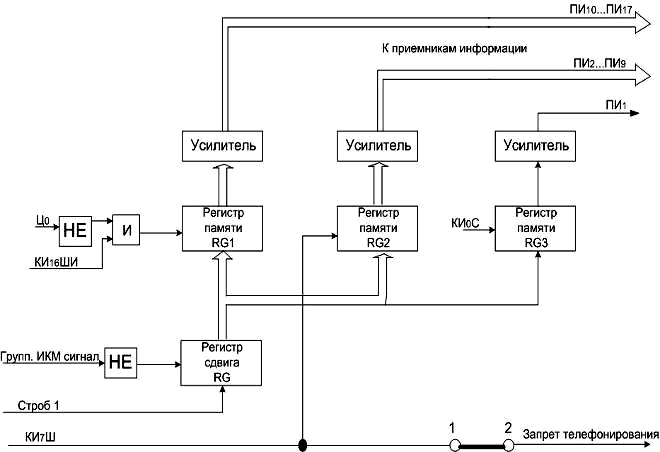 ПИ10...ПИ17
К приемникам информации
ПИ2...ПИ9
ПИ1
Усилитель
Усилитель
Усилитель
Ц0
НЕ
И
КИ16ШИ
Регистр
памяти
RG1
Регистр
памяти
RG2
КИ0С
Регистр
памяти
RG3
Групп. ИКМ сигнал
НЕ
Регистр
сдвига
RG
Строб 1
КИ7Ш
1
2
Запрет телефонирования